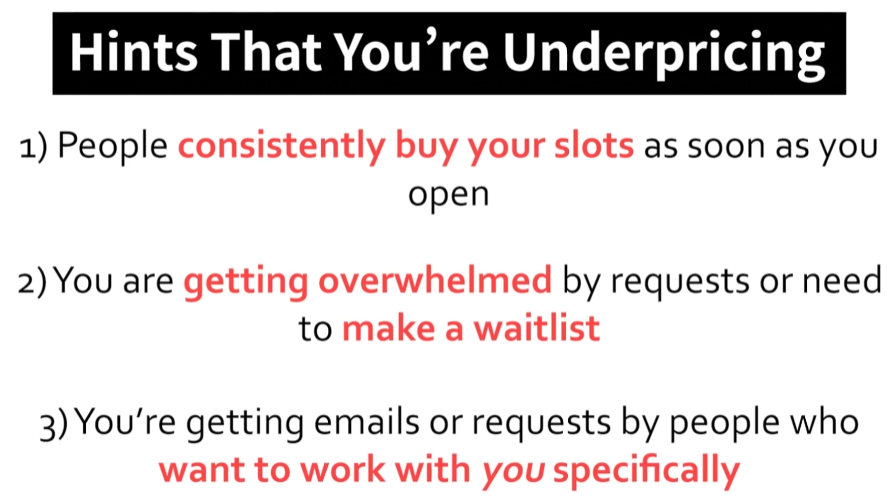 Hints That You’re Underpricing
1) People consistently buy your slots as soon as you
open
2) You are getting overwhelmed by requests or need
to make a waitlist
3) You’re getting emails or requests by people who
want to work with you specifically